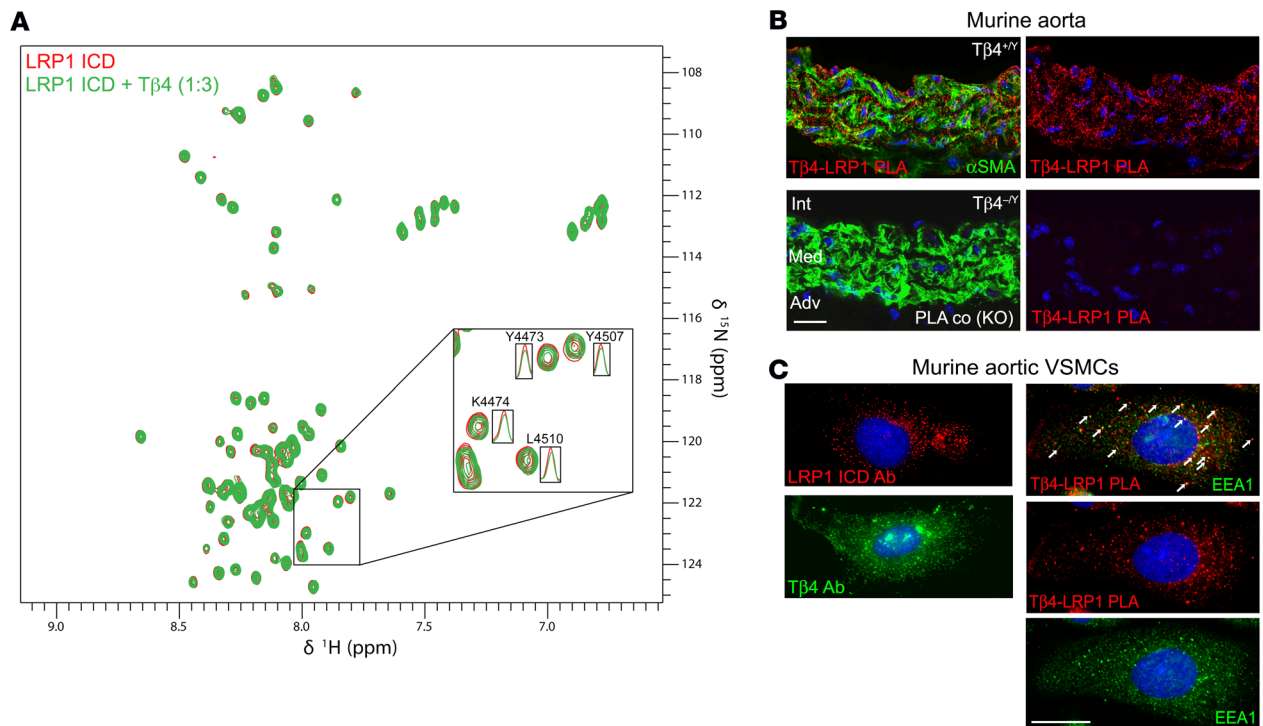 A
LRP1 ICD
LRP1 ICD + Tβ4 (1:3)
108
110
112
114
116
118
120
122
124
δ ¹⁵N (ppm)
Y4473
Y4507
K4474
L4510
9.0
8.5
8.0
7.5
7.0
δ ¹H (ppm)
B
Murine aorta
Tβ4⁺/ʸ
Tβ4-LRP1 PLA
αSMA
Int
Tβ4⁻/ʸ
Med
Adv
PLA co (KO)
Tβ4-LRP1 PLA
C
Murine aortic VSMCs
LRP1 ICD Ab
Tβ4-LRP1 PLA
EEA1
Tβ4 Ab
Tβ4-LRP1 PLA
EEA1